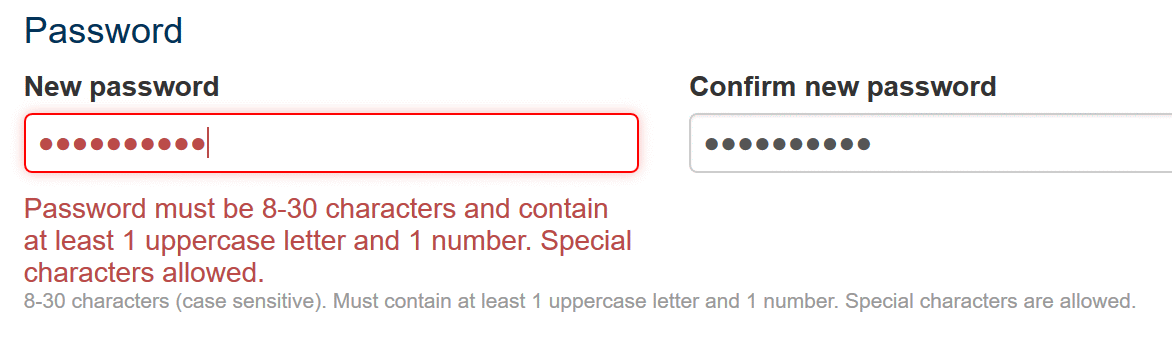 Password
New password
Confirm new password
●●●●●●●●●●
●●●●●●●●●●
Password must be 8-30 characters and contain
at least 1 uppercase letter and 1 number. Special
characters allowed.
8-30 characters (case sensitive). Must contain at least 1 uppercase letter and 1 number. Special characters are allowed.